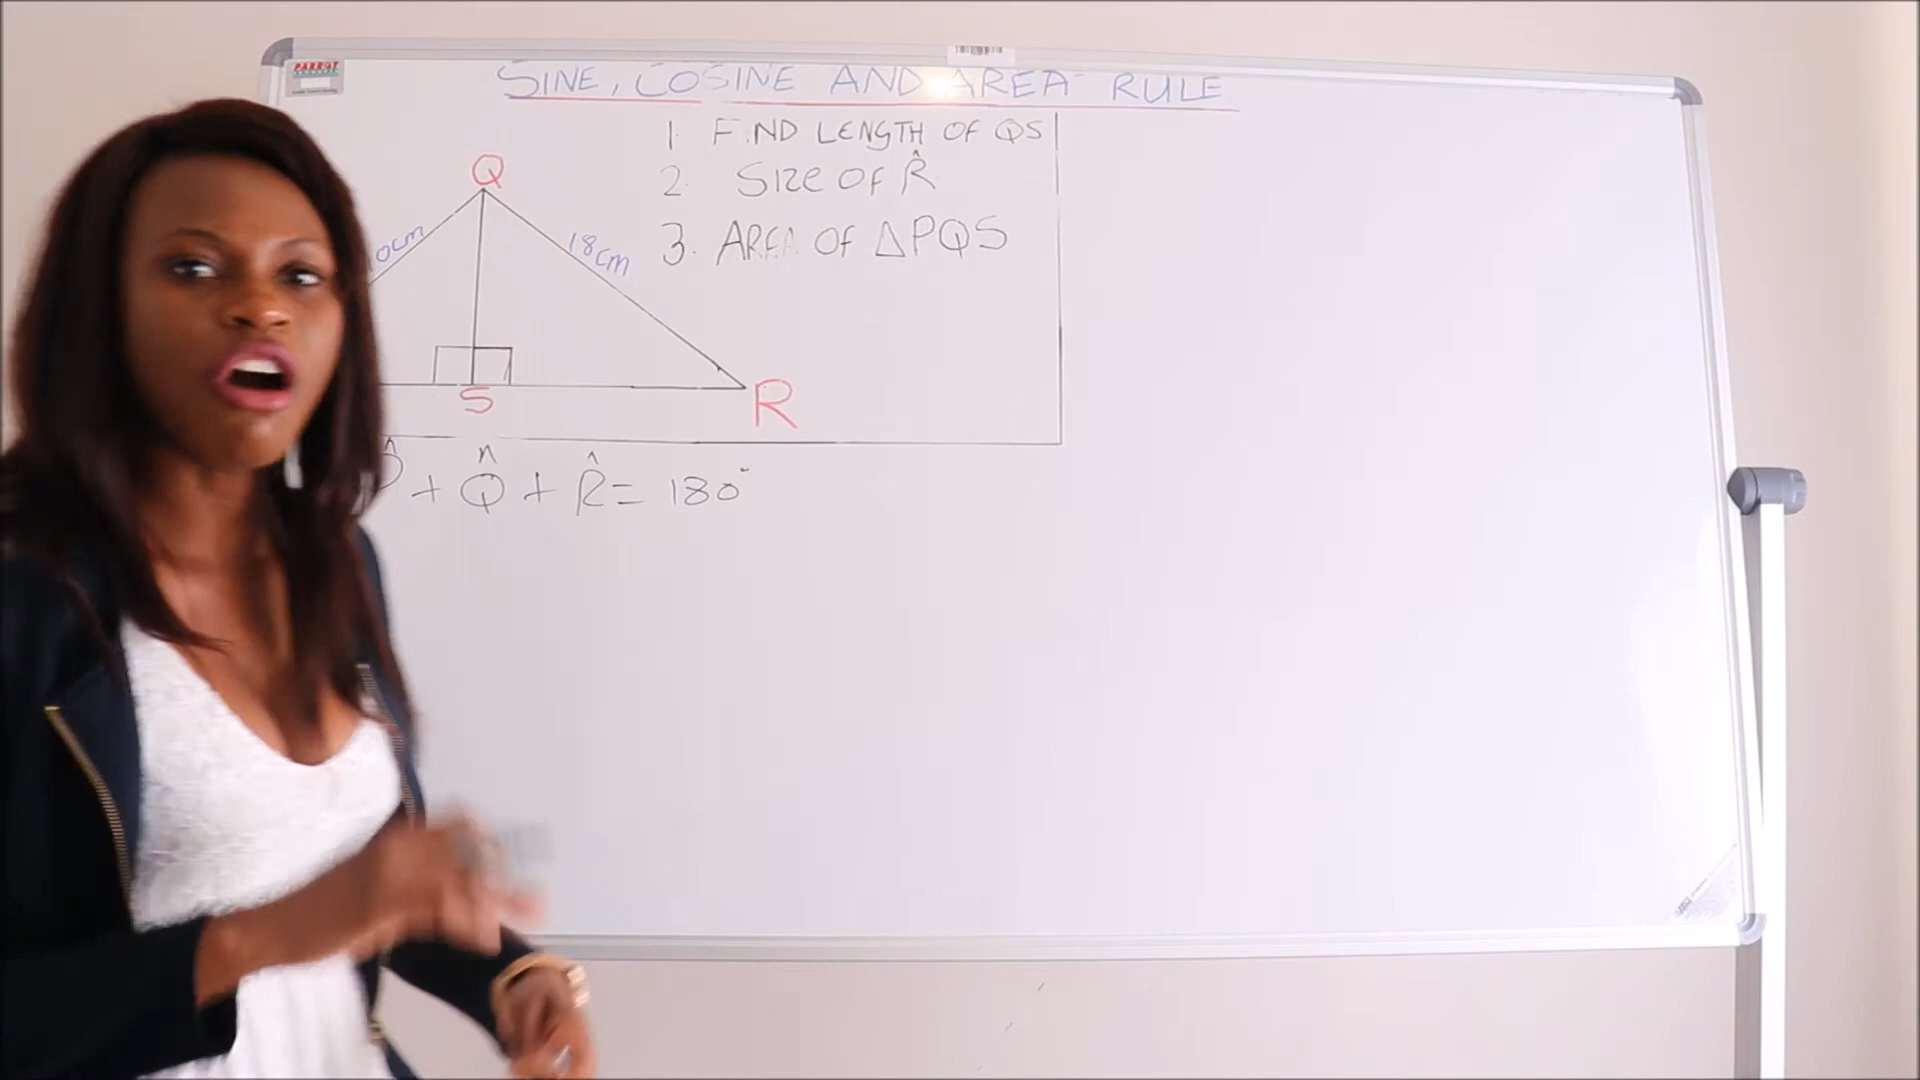 PARROT
SINE, COSINE AND AREA RULE
1. FIND LENGTH OF QS
2. SIZE OF R̂
3. AREA OF △PQS
Q
0cm
18cm
S
R
P̂ + Q̂ + R̂ = 180°